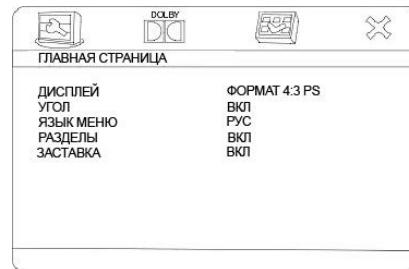 DOLBY
ГЛАВНАЯ СТРАНИЦА
ДИСПЛЕЙ ФОРМАТ 4:3 PS
УГОЛ ВКЛ
ЯЗЫК МЕНЮ РУС
РАЗДЕЛЫ ВКЛ
ЗАСТАВКА ВКЛ